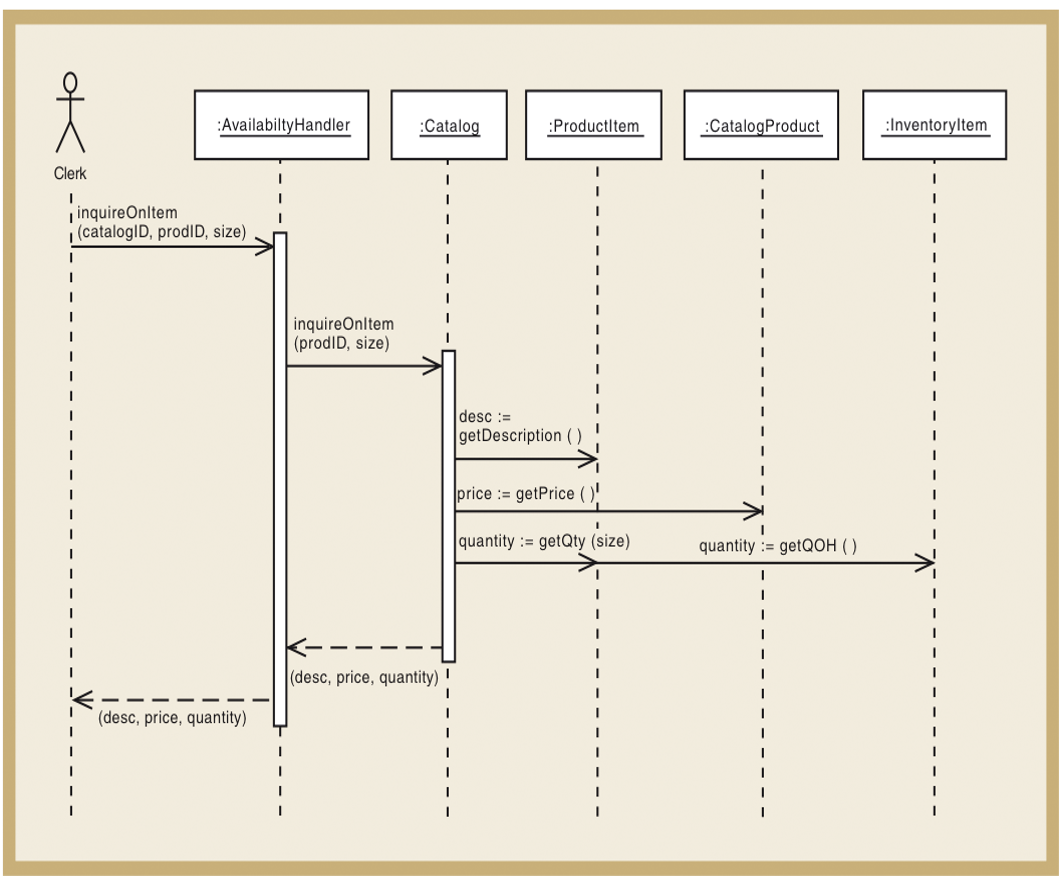 :AvailabiltyHandler
:Catalog
:ProductItem
:CatalogProduct
:InventoryItem
Clerk
inquireOnItem
(catalogID, prodID, size)
inquireOnItem
(prodID, size)
desc :=
getDescription ( )
price := getPrice ( )
quantity := getQty (size)
quantity := getQOH ( )
(desc, price, quantity)
(desc, price, quantity)